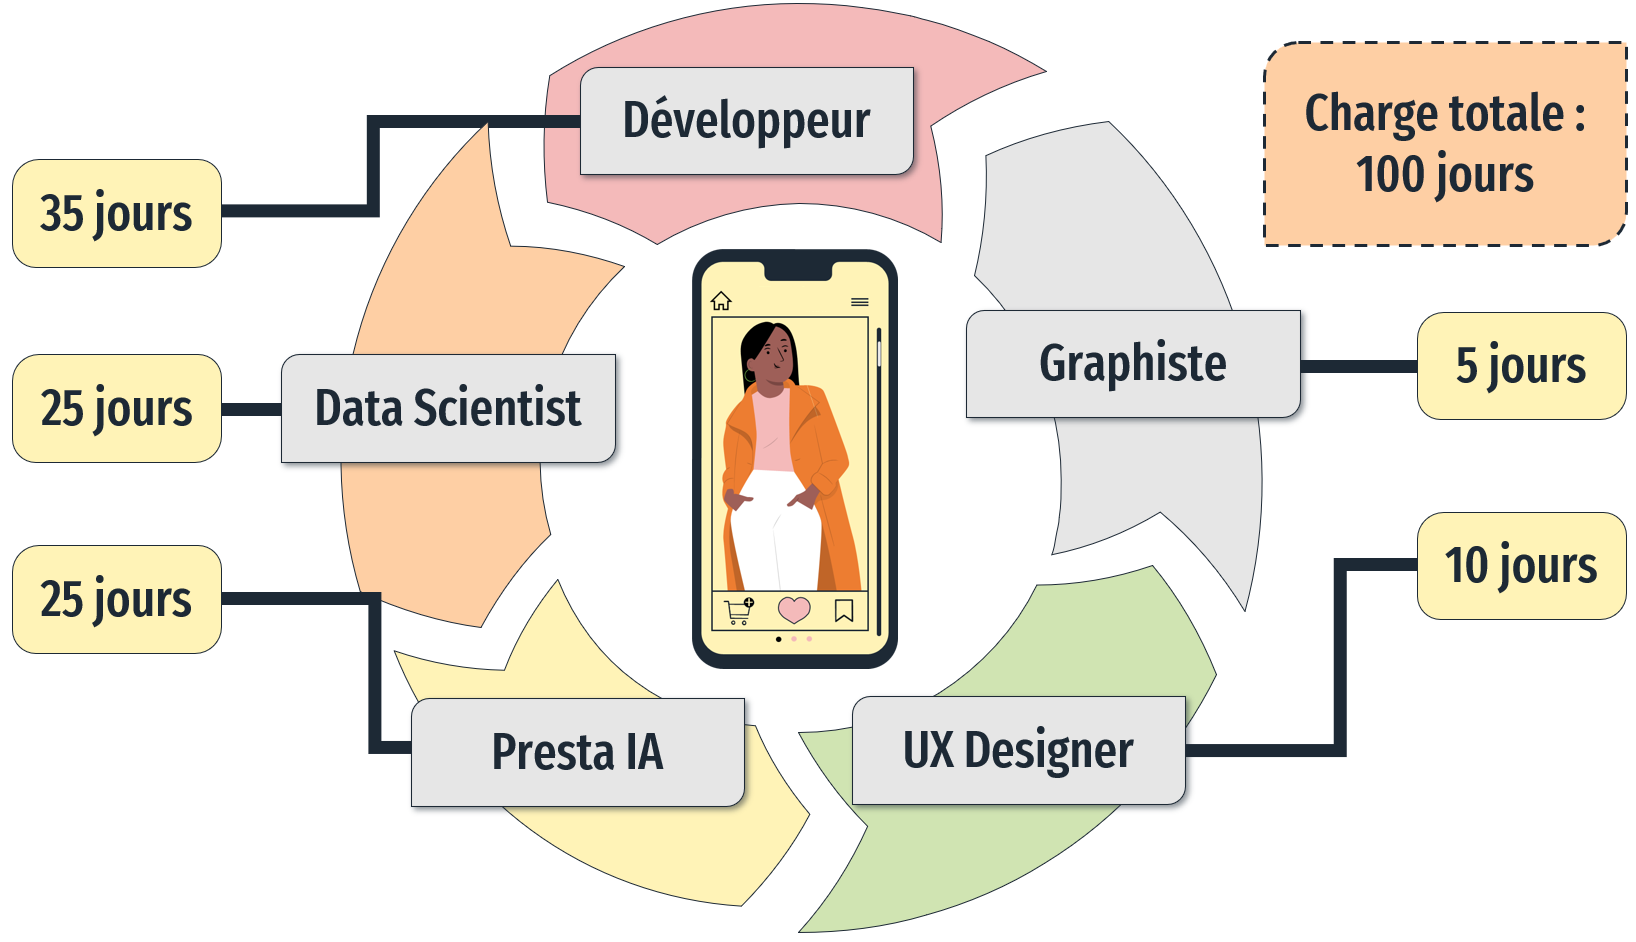 Développeur
Charge totale :
100 jours
35 jours
Graphiste
5 jours
25 jours
Data Scientist
10 jours
25 jours
Presta IA
UX Designer